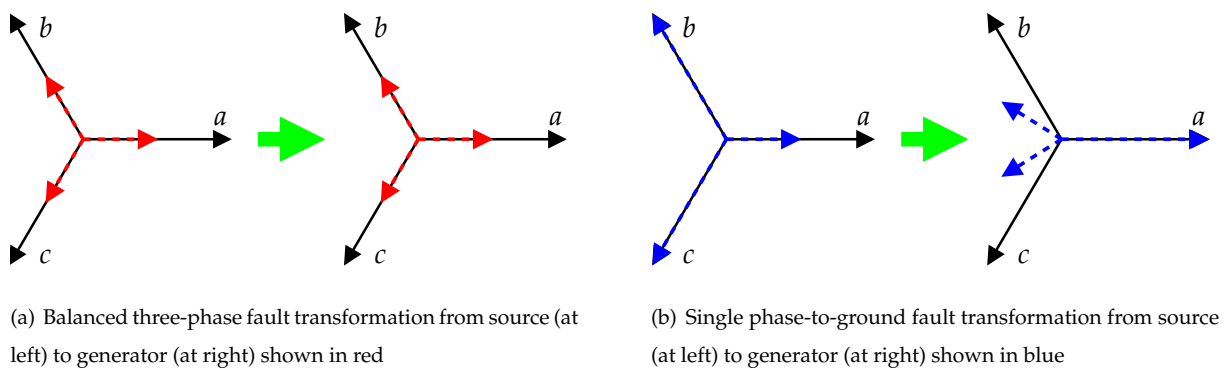 b
a
c
b
a
c
b
a
c
b
a
c
(a) Balanced three-phase fault transformation from source (at
left) to generator (at right) shown in red
(b) Single phase-to-ground fault transformation from source
(at left) to generator (at right) shown in blue